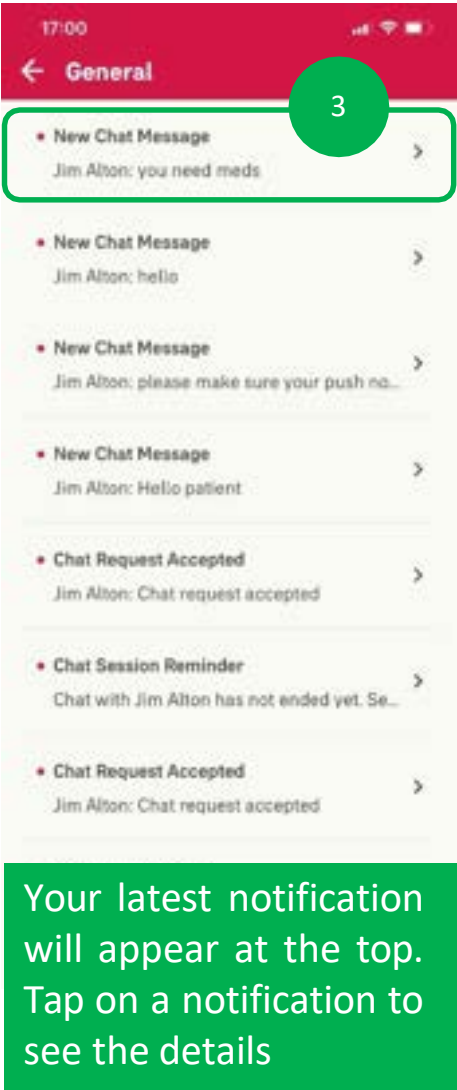 17:00
← General
3
• New Chat Message
Jim Alton: you need meds
• New Chat Message
Jim Alton: hello
• New Chat Message
Jim Alton: please make sure your push no...
• New Chat Message
Jim Alton: Hello patient
• Chat Request Accepted
Jim Alton: Chat request accepted
• Chat Session Reminder
Chat with Jim Alton has not ended yet. Se...
• Chat Request Accepted
Jim Alton: Chat request accepted
Your latest notification
will appear at the top.
Tap on a notification to
see the details